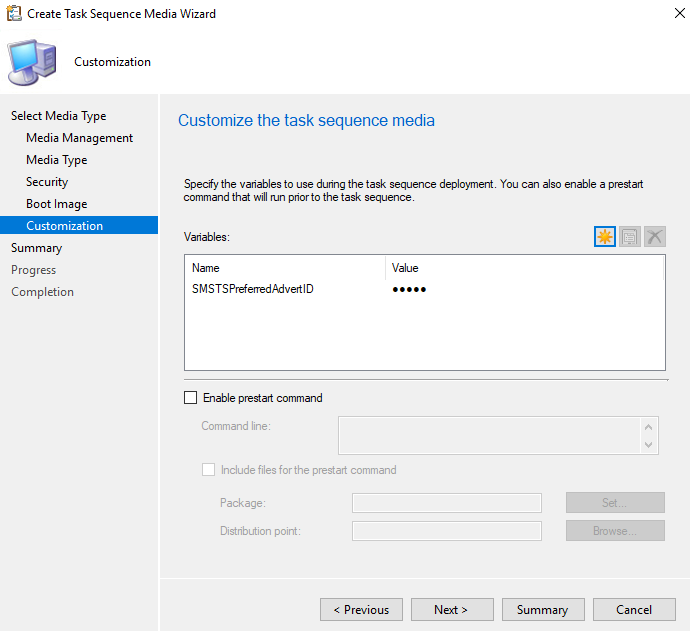 Create Task Sequence Media Wizard
Customization
Select Media Type
Media Management
Media Type
Security
Boot Image
Customization
Summary
Progress
Completion
Customize the task sequence media
Specify the variables to use during the task sequence deployment. You can also enable a prestart
command that will run prior to the task sequence.
Variables:
Name Value
SMSTSPreferredAdvertID •••••
Enable prestart command
Command line:
Include files for the prestart command
Package: Set...
Distribution point: Browse...
< Previous Next > Summary Cancel